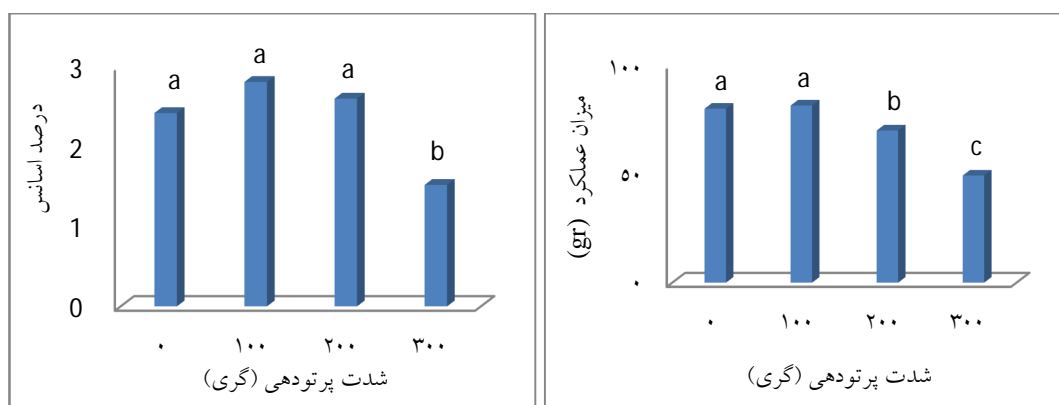 3
2
1
0
a
a
a
b
درصد اسانس
۰ ۱۰۰ ۲۰۰ ۳۰۰
شدت پرتودهی (گری)
۱۰۰
۵۰
۰
a
a
b
c
میزان عملکرد (gr)
۰ ۱۰۰ ۲۰۰ ۳۰۰
شدت پرتودهی (گری)